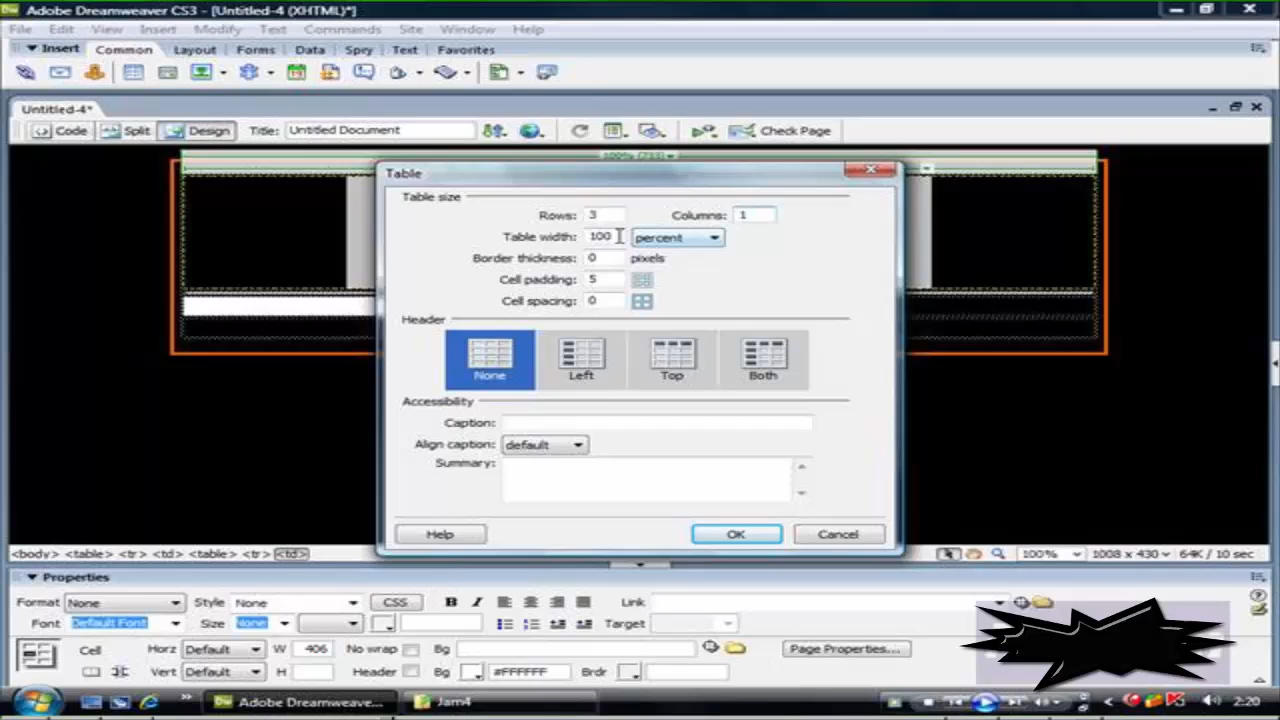 Adobe Dreamweaver CS3 - [Untitled-4 (XHTML)*]
File Edit View Insert Modify Text Commands Site Window Help
Insert Common Layout Forms Data Spry Text Favorites
Untitled-4*
Code Split Design Title: Untitled Document Check Page
Table
Table size
Rows: 3 Columns: 1
Table width: 100 percent
Border thickness: 0 pixels
Cell padding: 5
Cell spacing: 0
Header
None Left Top Both
Accessibility
Caption:
Align caption: default
Summary:
Help OK Cancel
<body> <table> <tr> <td> <table> <tr> <td> 100% 1008 x 430 64K / 10 sec
Properties
Format None Style None CSS B I Link
Font Default Font Size None Target
Cell Horz Default W 406 No wrap Bg Page Properties...
Vert Default H Header Bg #FFFFFF Brdr
Adobe Dreamweave... Jam4 2:20